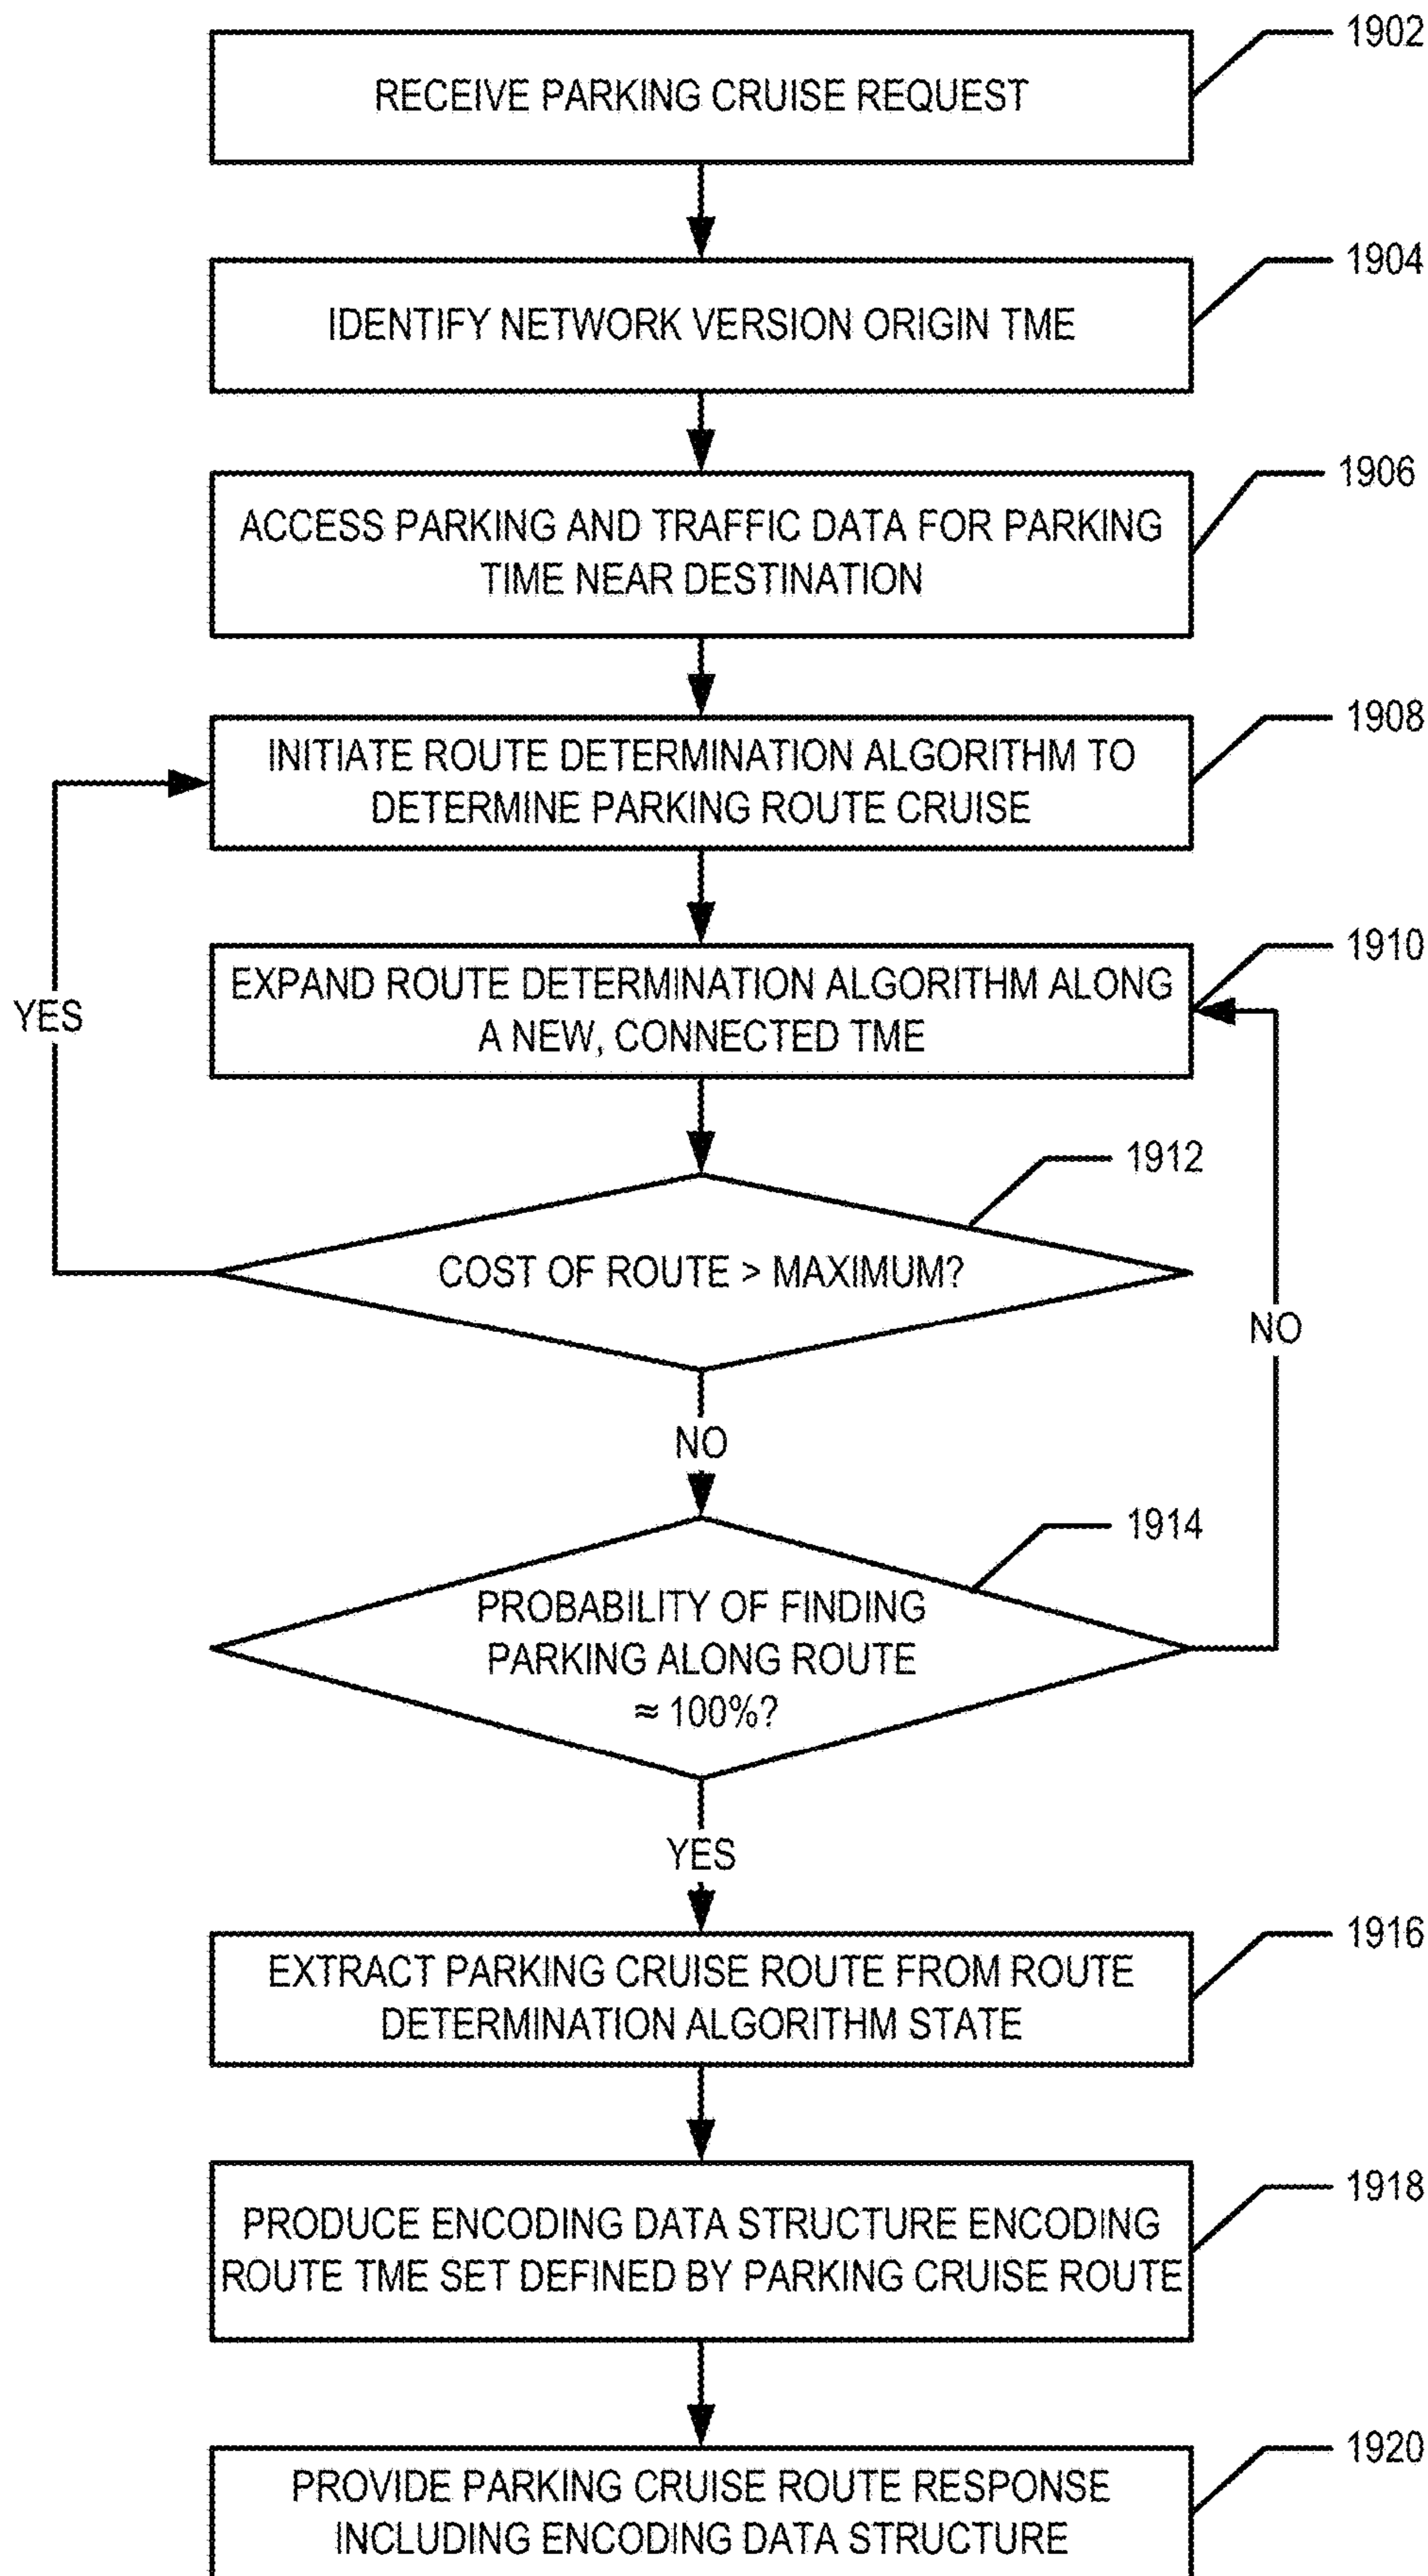 1902
RECEIVE PARKING CRUISE REQUEST
1904
IDENTIFY NETWORK VERSION ORIGIN TME
1906
ACCESS PARKING AND TRAFFIC DATA FOR PARKING
TIME NEAR DESTINATION
1908
INITIATE ROUTE DETERMINATION ALGORITHM TO
DETERMINE PARKING ROUTE CRUISE
1910
EXPAND ROUTE DETERMINATION ALGORITHM ALONG
A NEW, CONNECTED TME
YES
1912
COST OF ROUTE > MAXIMUM?
NO
NO
1914
PROBABILITY OF FINDING
PARKING ALONG ROUTE
≈ 100%?
YES
1916
EXTRACT PARKING CRUISE ROUTE FROM ROUTE
DETERMINATION ALGORITHM STATE
1918
PRODUCE ENCODING DATA STRUCTURE ENCODING
ROUTE TME SET DEFINED BY PARKING CRUISE ROUTE
1920
PROVIDE PARKING CRUISE ROUTE RESPONSE
INCLUDING ENCODING DATA STRUCTURE